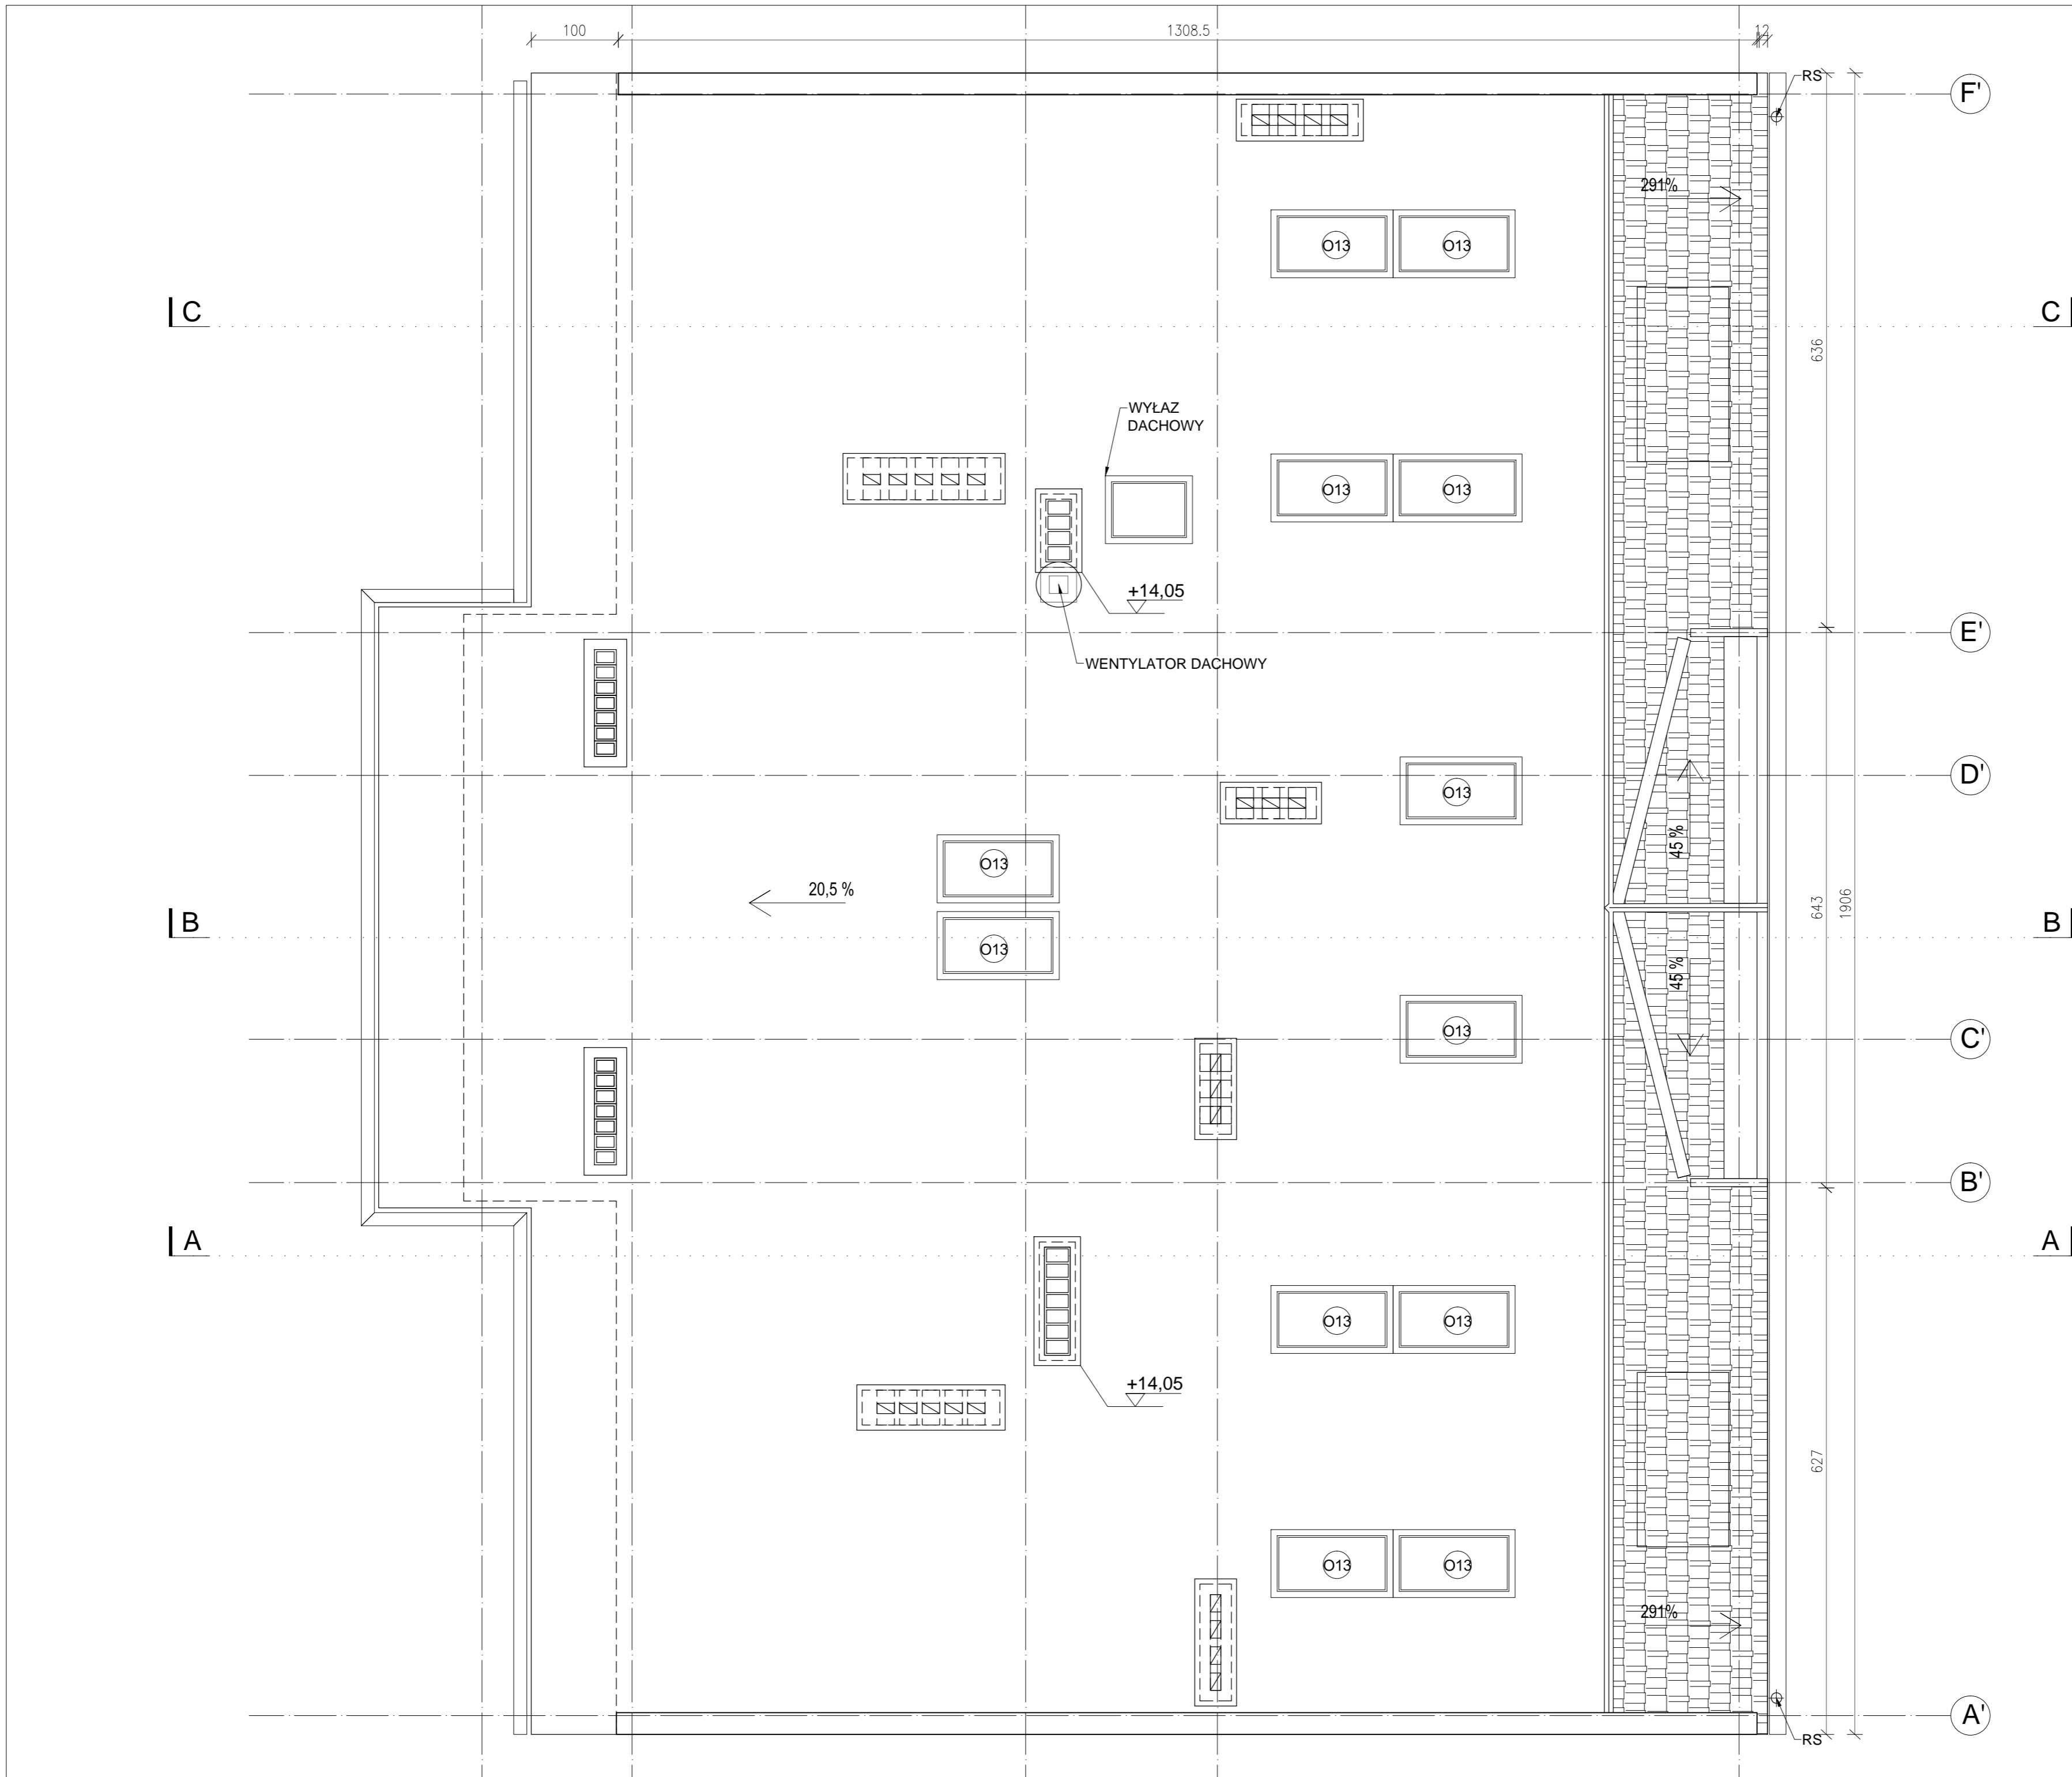 100
1308.5
12
RS
F'
291%
O13
O13
C
C
636
WYŁAZ
DACHOWY
O13
O13
+14,05
E'
WENTYLATOR DACHOWY
D'
O13
45 %
O13
20,5 %
643
1906
B
B
O13
45 %
O13
C'
B'
A
A
O13
O13
+14,05
627
O13
O13
291%
A'
RS